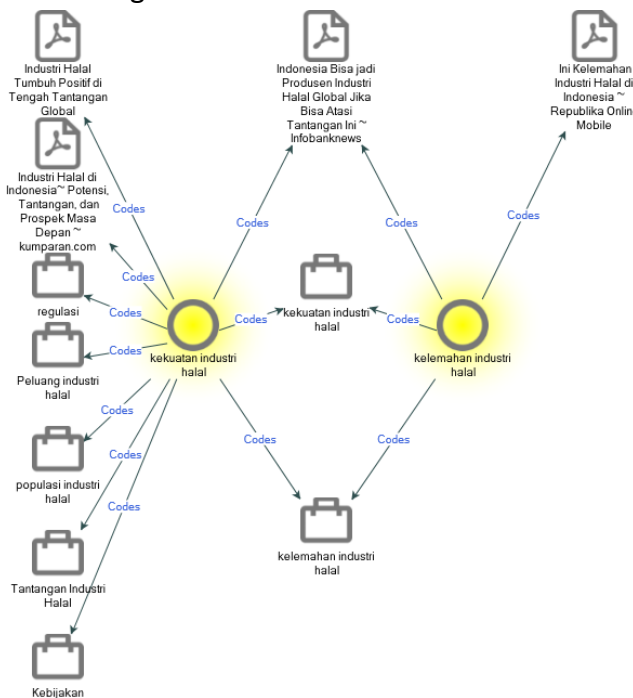 Industri Halal
Tumbuh Positif di
Tengah Tantangan
Global
Indonesia Bisa jadi
Produsen Industri
Halal Global Jika
Bisa Atasi
Tantangan Ini ~
Infobanknews
Ini Kelemahan
Industri Halal di
Indonesia ~
Republika Onlin
Mobile
Industri Halal di
Indonesia~ Potensi,
Tantangan, dan
Prospek Masa
Depan ~
kumparan.com
Codes
Codes
Codes
Codes
Codes
regulasi
Codes
Codes
kekuatan industri
halal
Codes
Codes
Peluang industri
halal
kekuatan industri
halal
kelemahan industri
halal
Codes
populasi industri
halal
Codes
Codes
Codes
Codes
kelemahan industri
halal
Tantangan Industri
Halal
Kebijakan